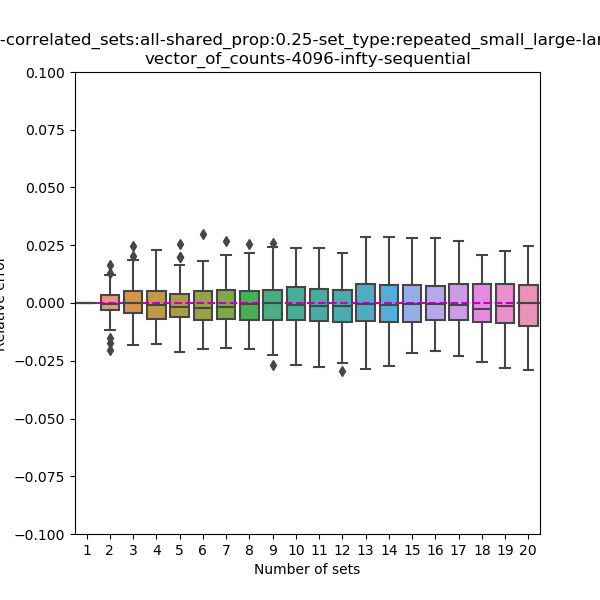 -correlated_sets:all-shared_prop:0.25-set_type:repeated_small_large-lar
vector_of_counts-4096-infty-sequential
0.100
0.075
0.050
0.025
0.000
−0.025
−0.050
−0.075
−0.100
Relative error
1 2 3 4 5 6 7 8 9 10 11 12 13 14 15 16 17 18 19 20
Number of sets